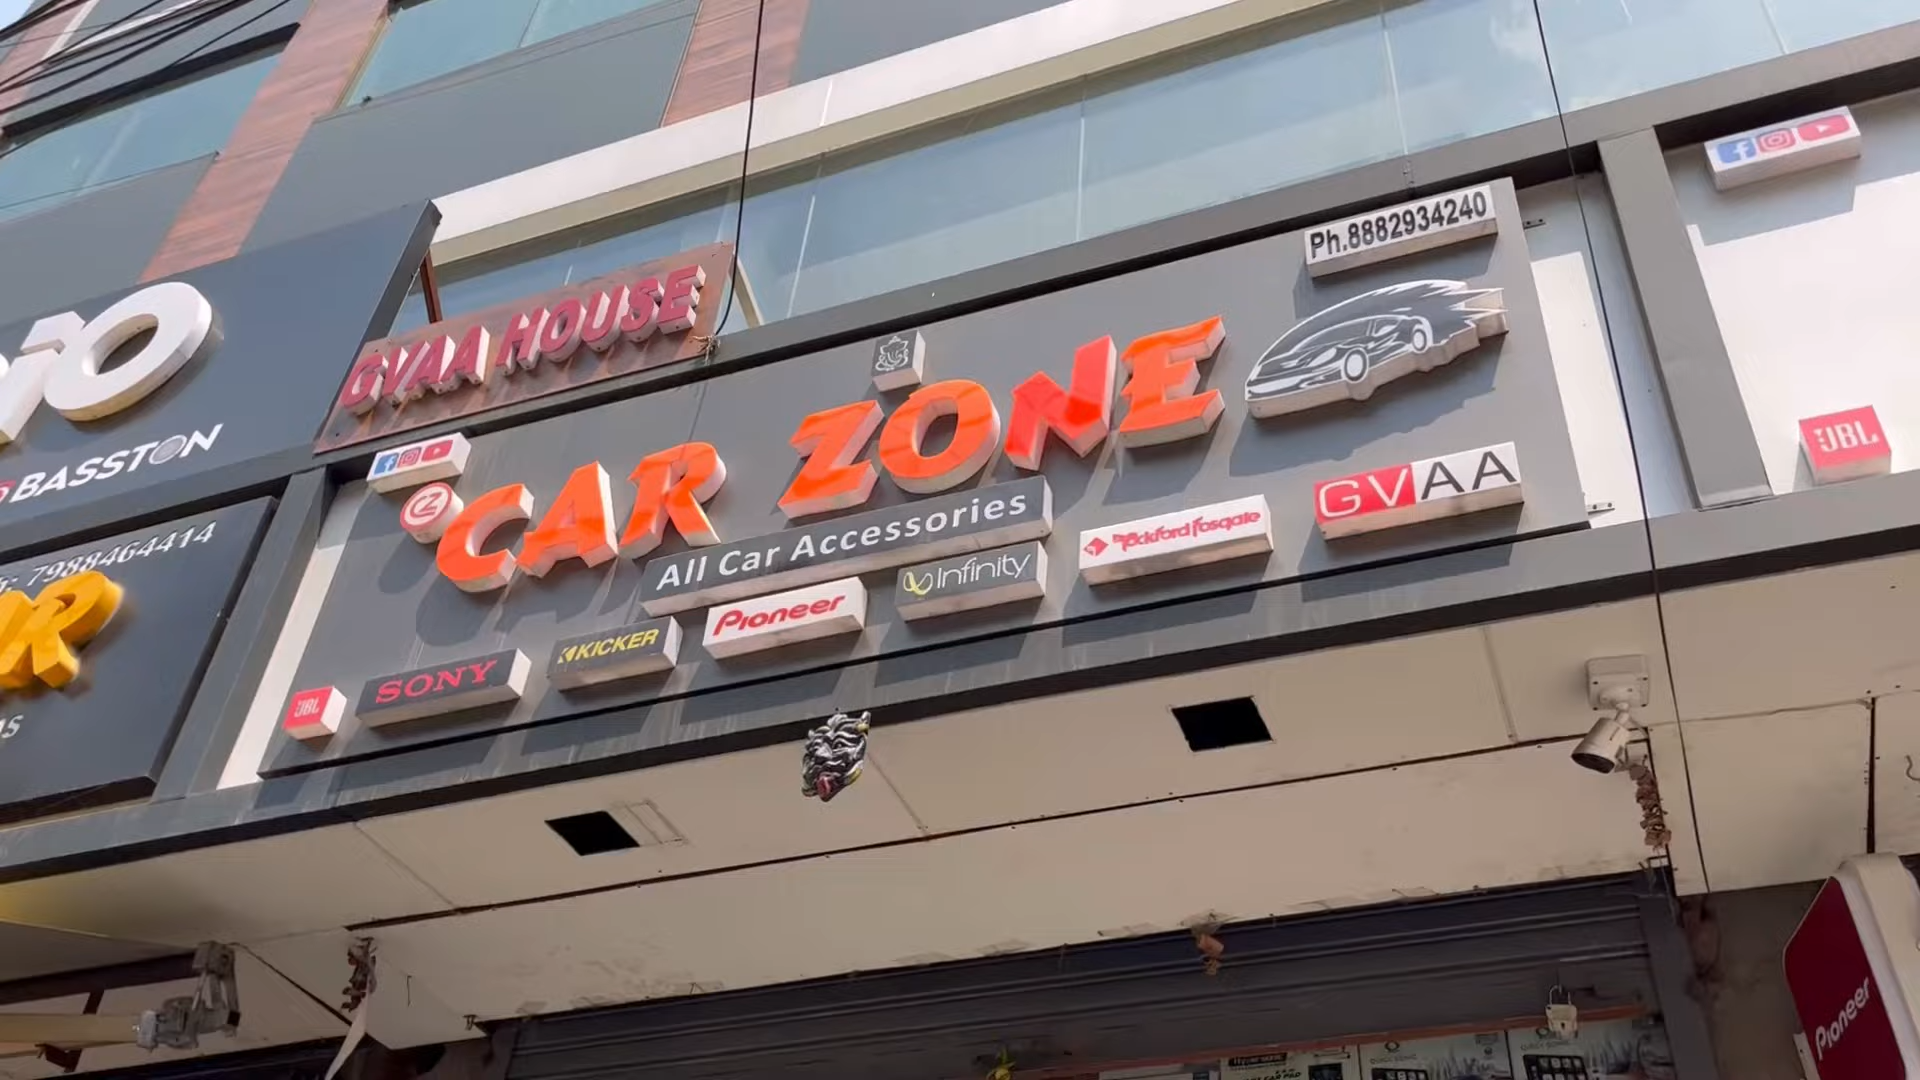 GVAA HOUSE
BASSTON
7988464414
Ph.8882934240
CZ
CAR ZONE
All Car Accessories
JBL
SONY
KICKER
Pioneer
Infinity
Rockford Fosgate
GVAA
JBL
Pioneer